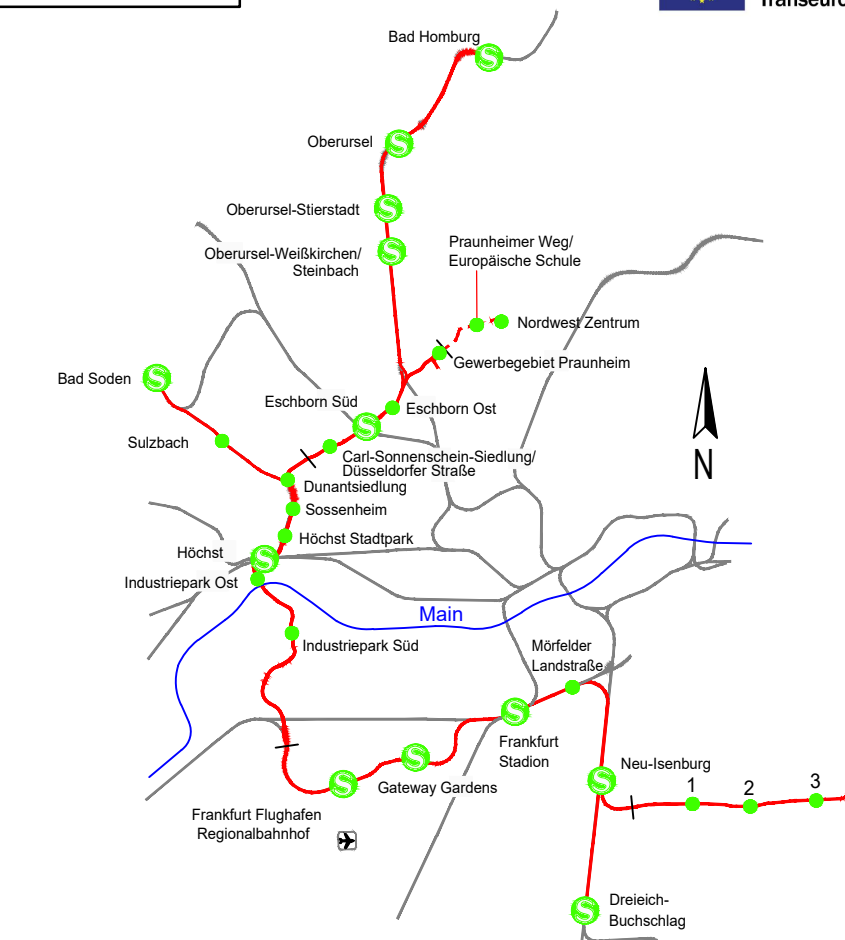 Transeuro
Bad Homburg
Oberursel
Oberursel-Stierstadt
Oberursel-Weißkirchen/
Steinbach
Praunheimer Weg/
Europäische Schule
Nordwest Zentrum
Gewerbegebiet Praunheim
Bad Soden
Eschborn Süd
Eschborn Ost
Sulzbach
Carl-Sonnenschein-Siedlung/
Düsseldorfer Straße
N
Dunantsiedlung
Sossenheim
Höchst Stadtpark
Höchst
Industriepark Ost
Main
Industriepark Süd
Mörfelder
Landstraße
Frankfurt
Stadion
Neu-Isenburg
1
2
3
Gateway Gardens
Frankfurt Flughafen
Regionalbahnhof
Dreieich-
Buchschlag